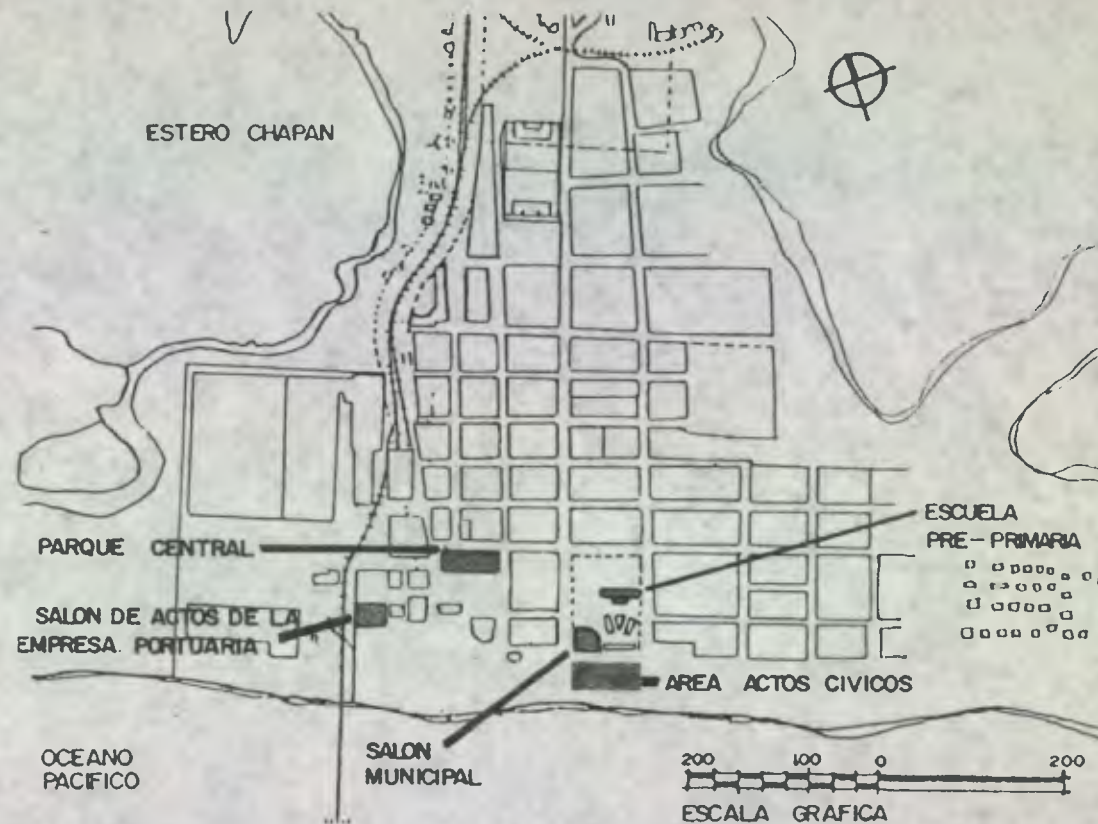 ESTERO CHAPAN
PARQUE CENTRAL
SALON DE ACTOS DE LA
EMPRESA. PORTUARIA
ESCUELA
PRE-PRIMARIA
AREA ACTOS CIVICOS
SALON
MUNICIPAL
OCEANO
PACIFICO
200 100 0 200
ESCALA GRAFICA